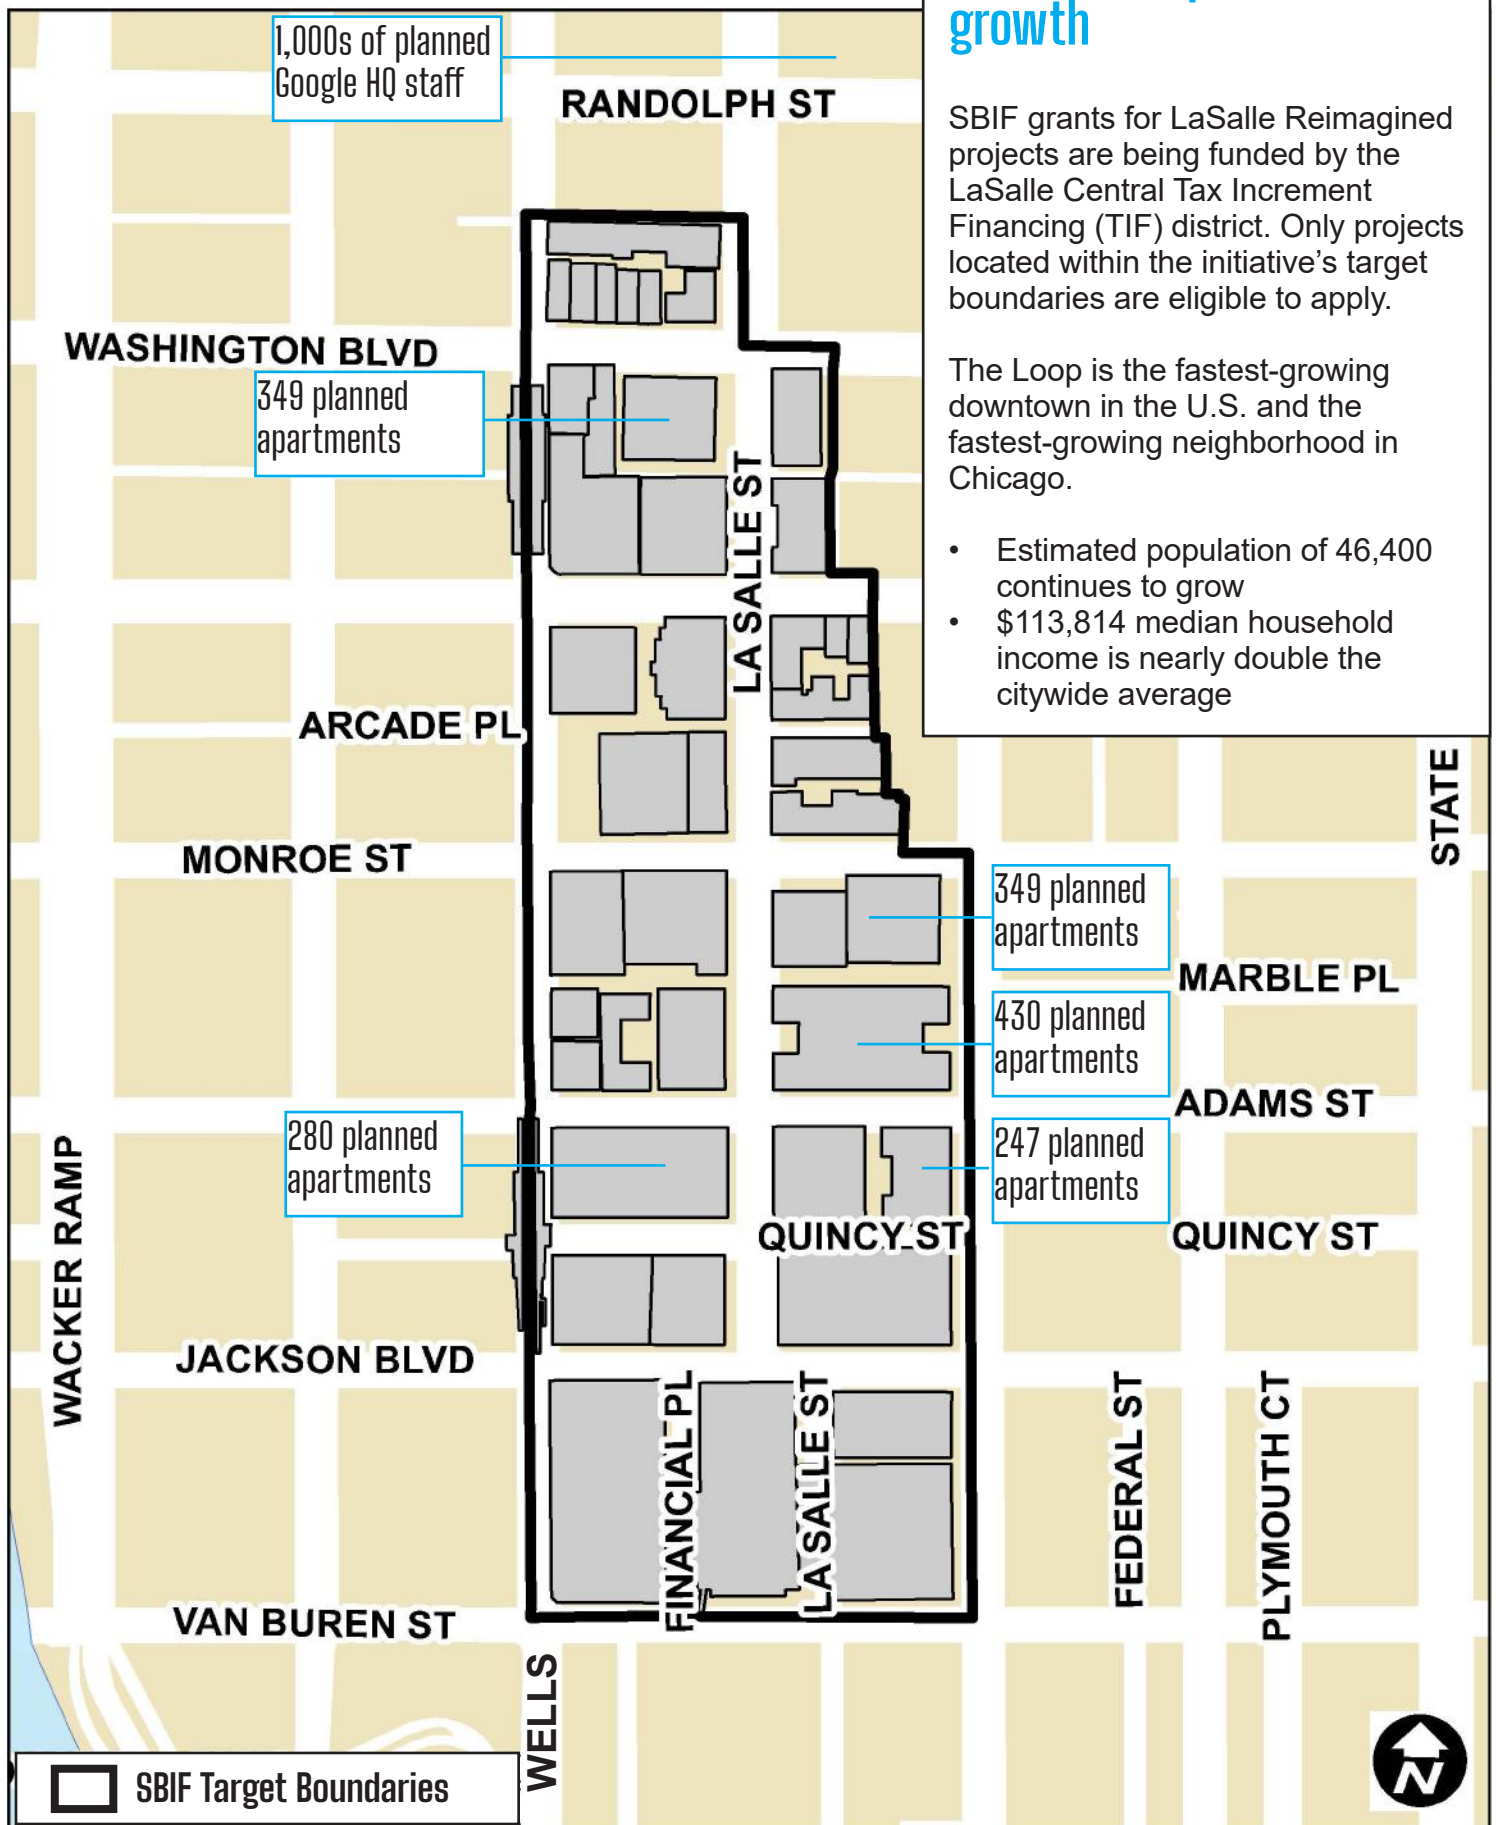 growth
1,000s of planned
Google HQ staff
RANDOLPH ST
SBIF grants for LaSalle Reimagined
projects are being funded by the
LaSalle Central Tax Increment
Financing (TIF) district. Only projects
located within the initiative’s target
boundaries are eligible to apply.
The Loop is the fastest-growing
downtown in the U.S. and the
fastest-growing neighborhood in
Chicago.
• Estimated population of 46,400
continues to grow
• $113,814 median household
income is nearly double the
citywide average
WASHINGTON BLVD
349 planned
apartments
LA SALLE ST
ARCADE PL
STATE
MONROE ST
349 planned
apartments
MARBLE PL
430 planned
apartments
ADAMS ST
280 planned
apartments
247 planned
apartments
WACKER RAMP
QUINCY ST
QUINCY ST
JACKSON BLVD
FINANCIAL PL
LA SALLE ST
FEDERAL ST
PLYMOUTH CT
VAN BUREN ST
WELLS
SBIF Target Boundaries
N